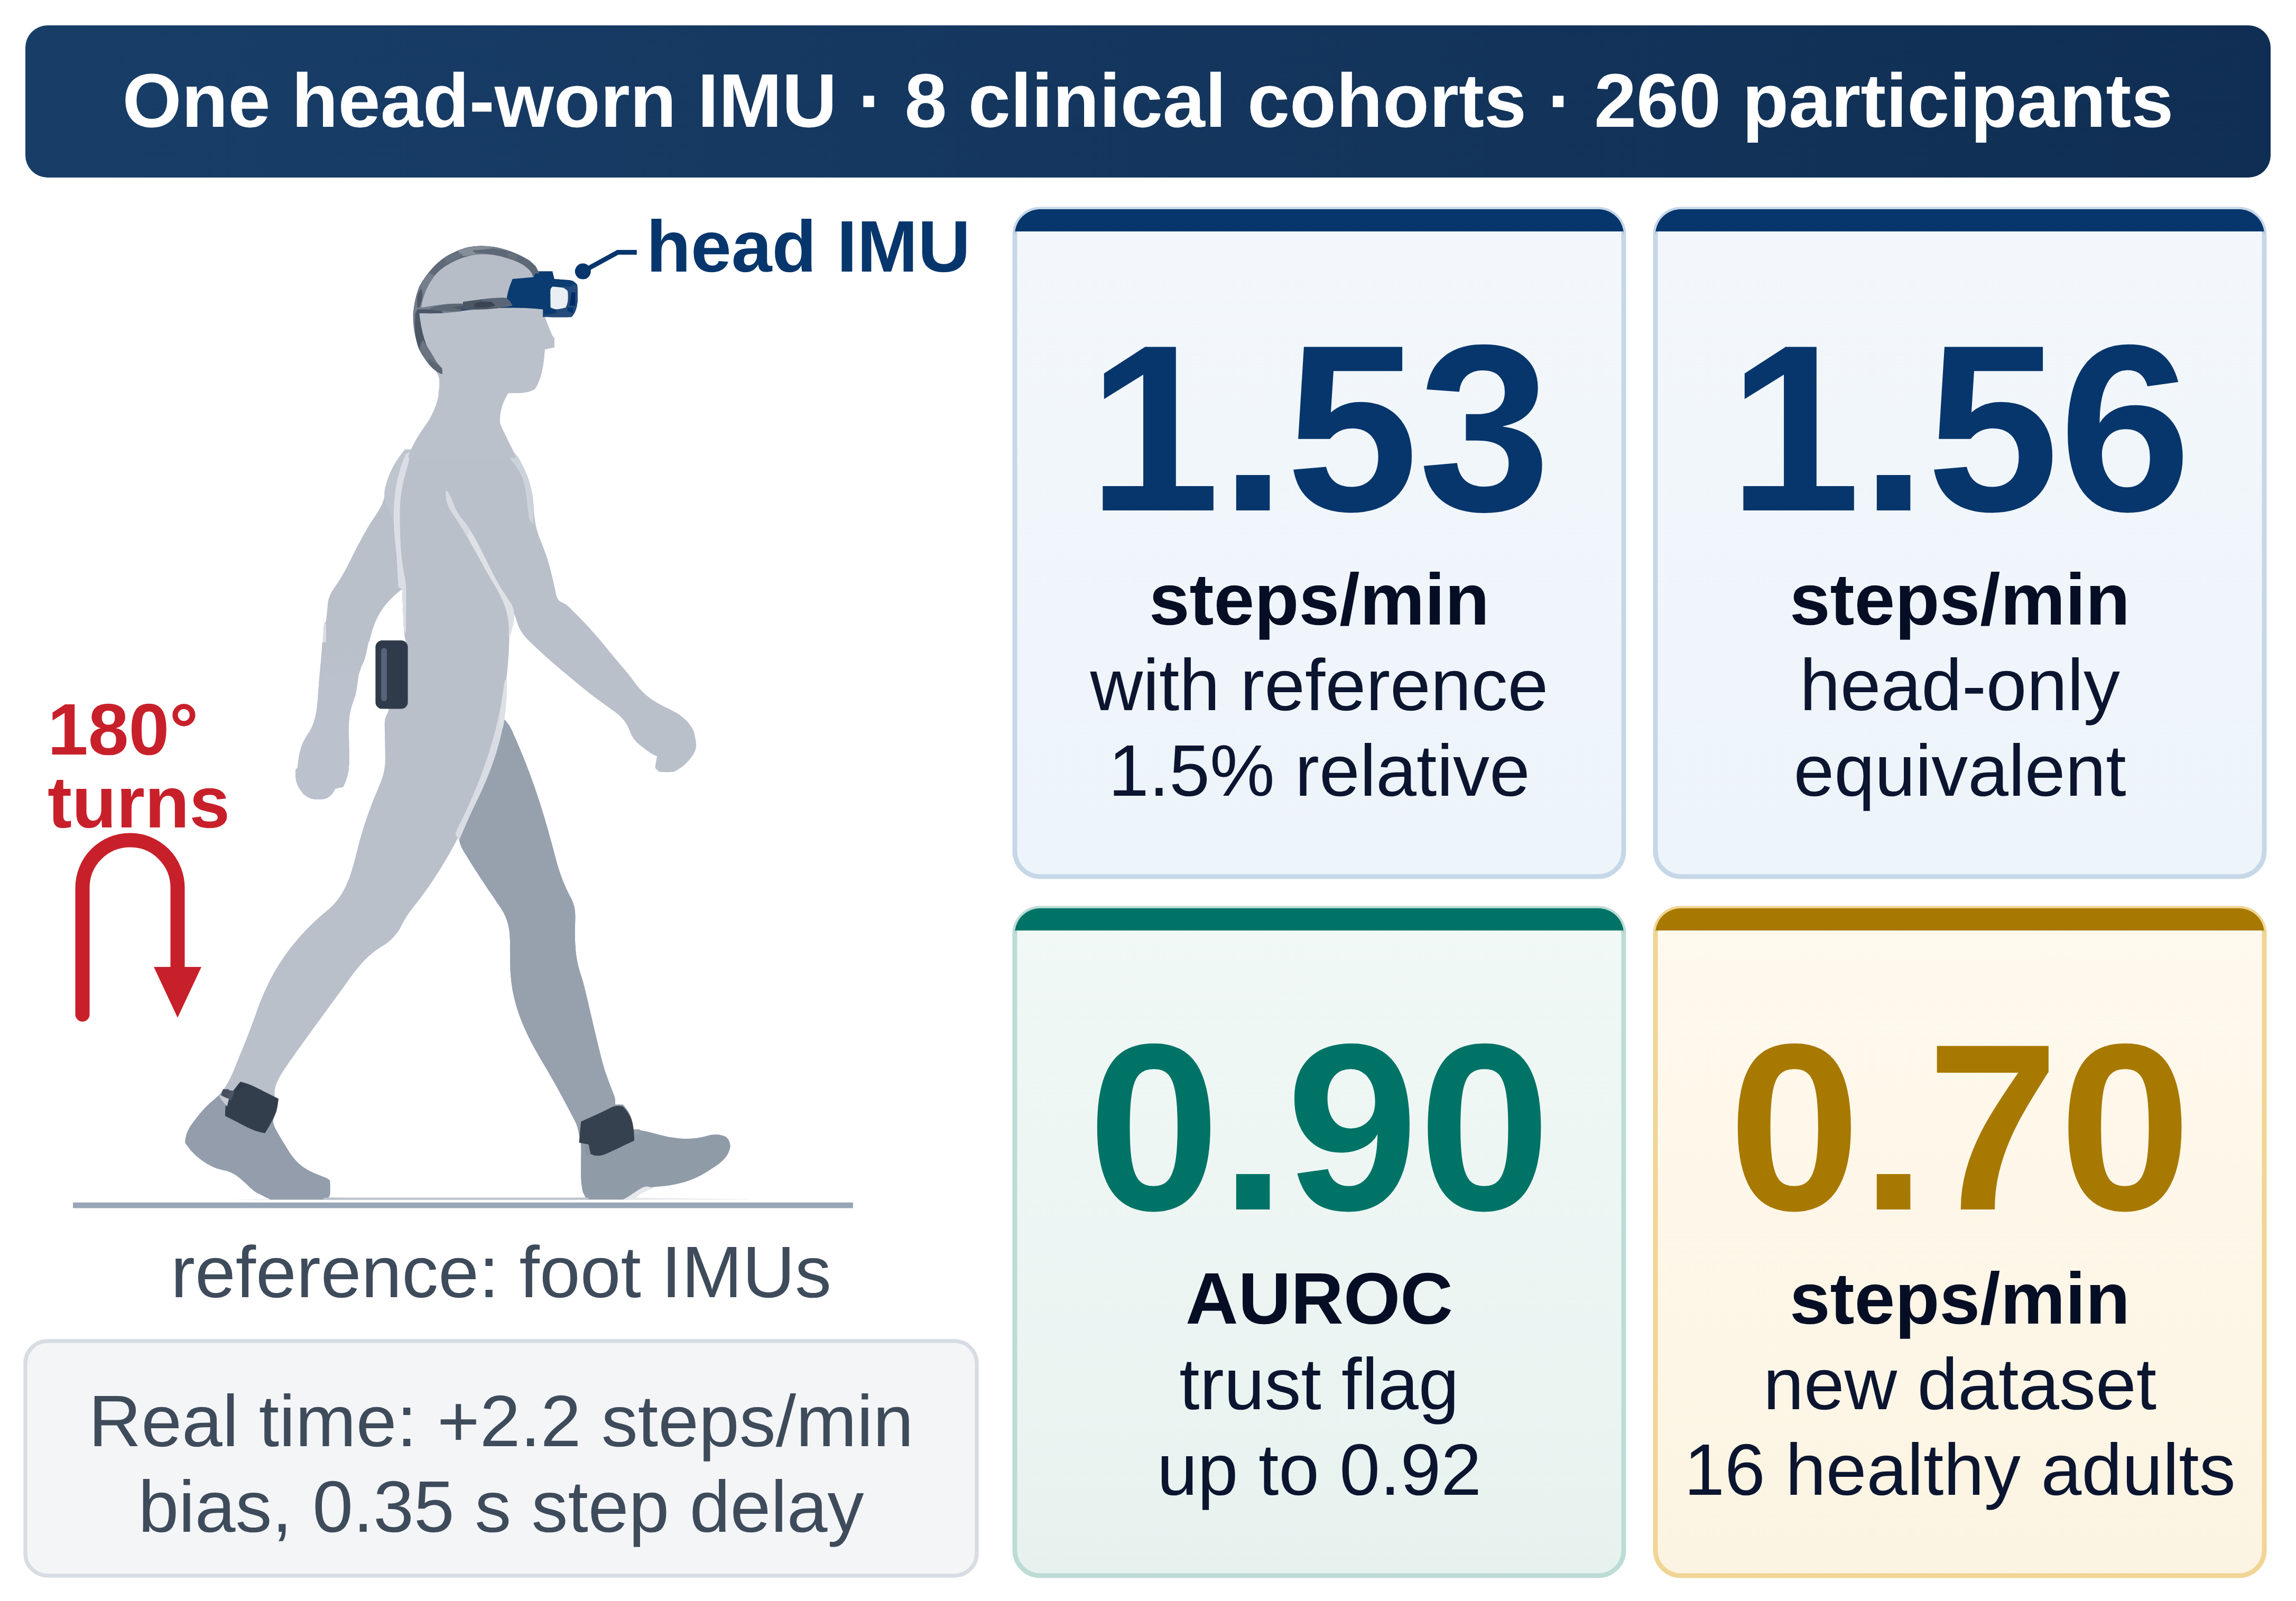 One head-worn IMU · 8 clinical cohorts · 260 participants
head IMU
180°
turns
reference: foot IMUs
Real time: +2.2 steps/min
bias, 0.35 s step delay
1.53
steps/min
with reference
1.5% relative
1.56
steps/min
head-only
equivalent
0.90
AUROC
trust flag
up to 0.92
0.70
steps/min
new dataset
16 healthy adults